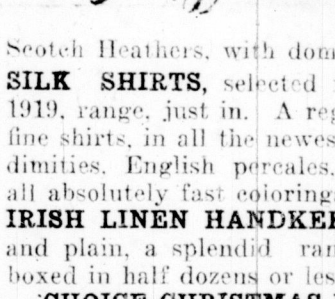 Scotch Heathers, with dom
SILK SHIRTS, selected
1919, range, just in. A re
fine shirts, in all the newes
dimities, English percales,
all absolutely fast coloring
IRISH LINEN HANDKE
and plain, a splendid ran
boxed in half dozens or les
CHOICE CHRISTMAS